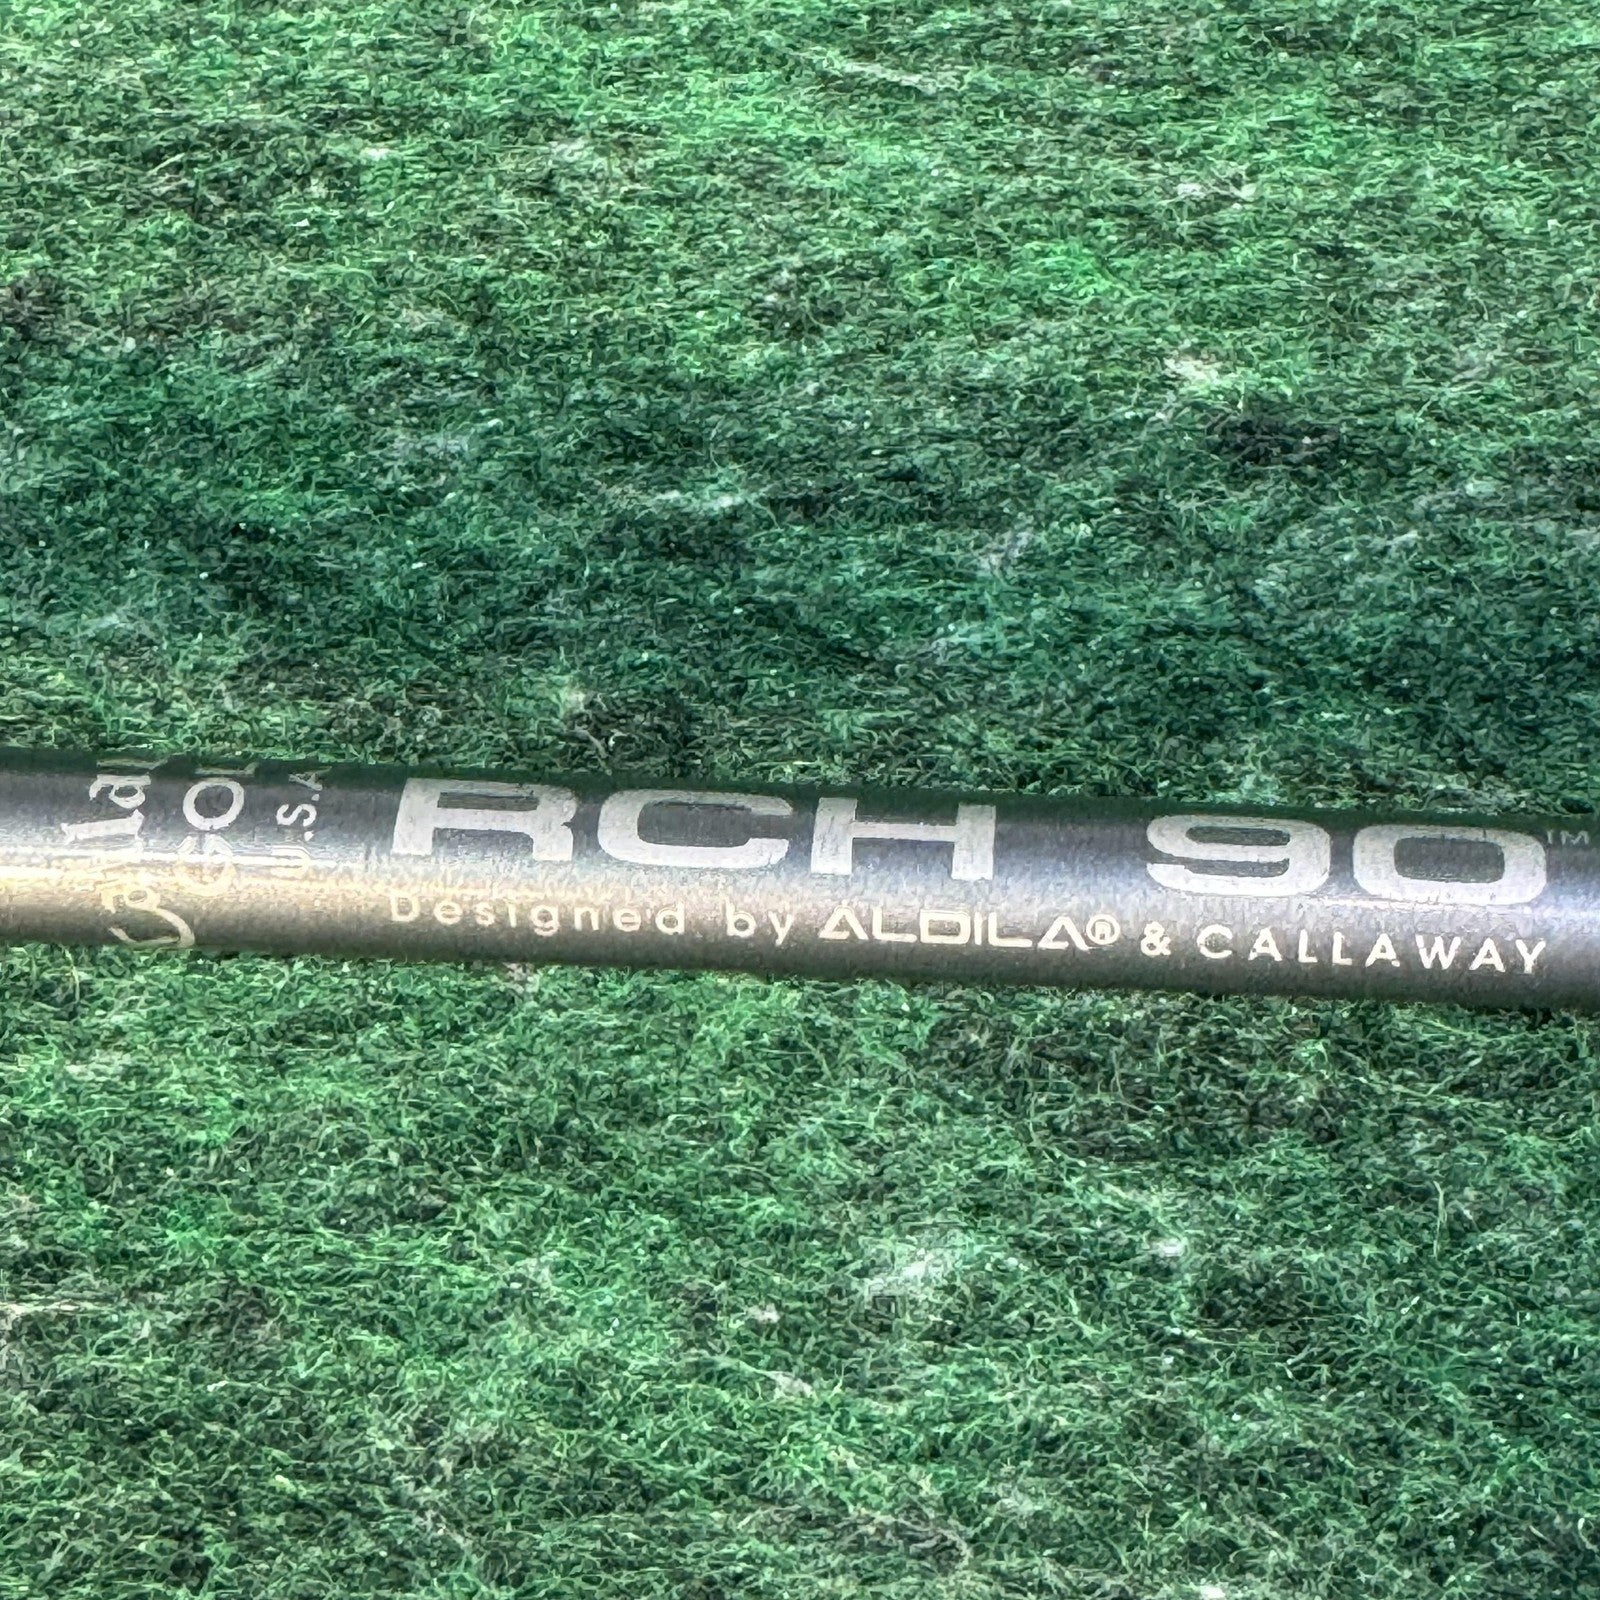 RCH 90™
Designed by ALDILA® & CALLAWAY